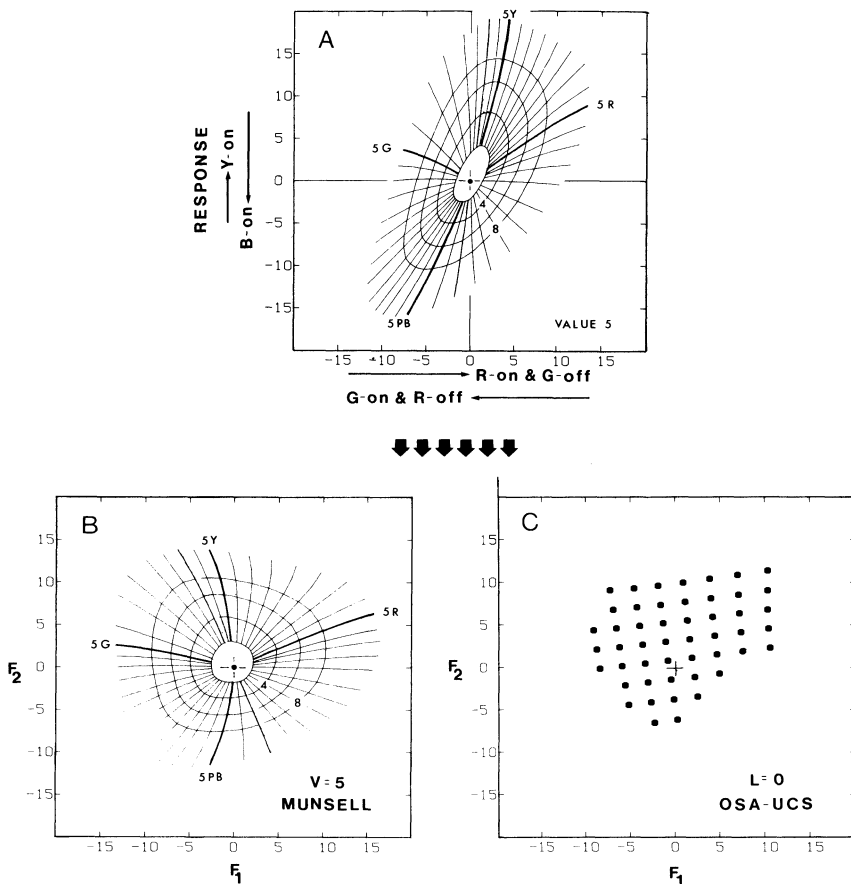 A
15
10
5
0
-5
-10
-15
RESPONSE
Y-on
B-on
5Y
5R
5G
4
8
5PB
VALUE 5
-15 -10 -5 0 5 10 15
R-on & G-off
G-on & R-off
B
15
10
5
0
-5
-10
-15
F2
5Y
5R
5G
4
8
5PB
V=5
MUNSELL
-15 -10 -5 0 5 10 15
F1
C
15
10
5
0
-5
-10
-15
F2
L=0
OSA-UCS
-15 -10 -5 0 5 10 15
F1